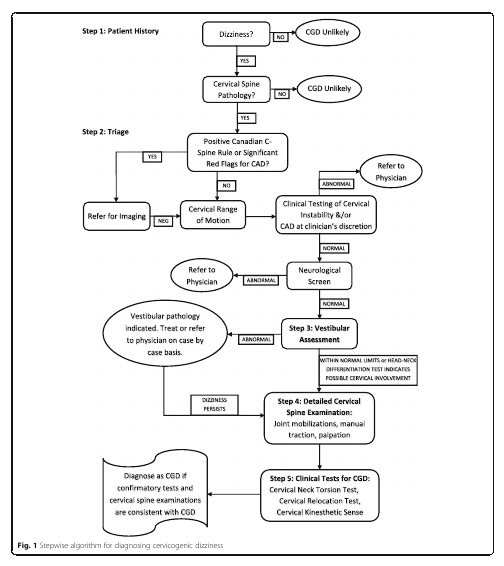 Step 1: Patient History
Dizziness?
NO
CGD Unlikely
YES
Cervical Spine
Pathology?
NO
CGD Unlikely
YES
Step 2: Triage
Positive Canadian C-
Spine Rule or Significant
Red Flags for CAD?
YES
NO
Refer for Imaging
NEG
Cervical Range
of Motion
Clinical Testing of Cervical
Instability &/or
CAD at clinician's discretion
ABNORMAL
Refer to
Physician
NORMAL
Neurological
Screen
ABNORMAL
Refer to
Physician
NORMAL
Step 3: Vestibular
Assessment
ABNORMAL
Vestibular pathology
indicated. Treat or refer
to physician on case by
case basis.
WITHIN NORMAL LIMITS or HEAD-NECK
DIFFERENTIATION TEST INDICATES
POSSIBLE CERVICAL INVOLVEMENT
DIZZINESS
PERSISTS
Step 4: Detailed Cervical
Spine Examination:
Joint mobilizations, manual
traction, palpation
Step 5: Clinical Tests for CGD:
Cervical Neck Torsion Test,
Cervical Relocation Test,
Cervical Kinesthetic Sense
Diagnose as CGD if
confirmatory tests and
cervical spine examinations
are consistent with CGD
Fig. 1 Stepwise algorithm for diagnosing cervicogenic dizziness